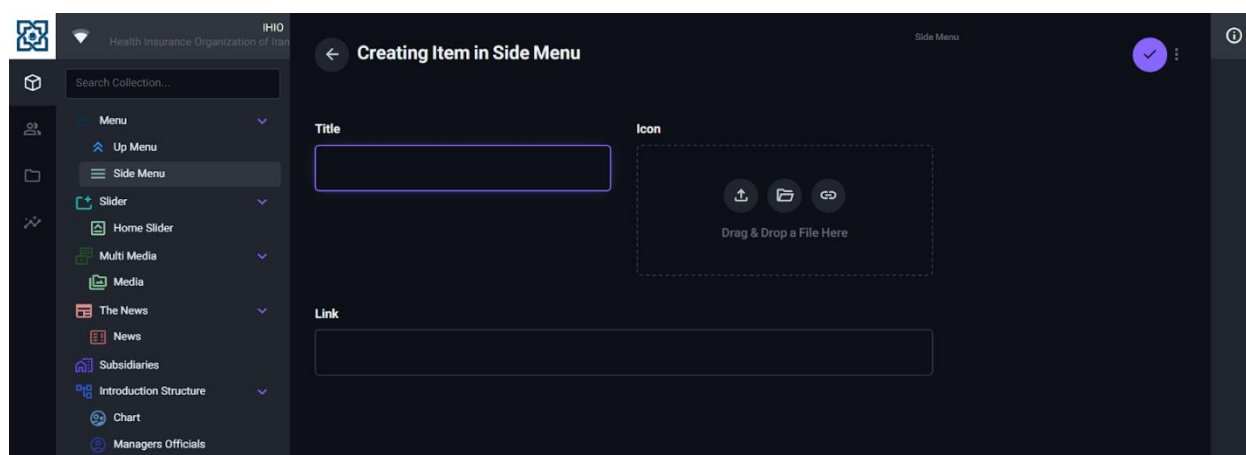 IHIO
Health Insurance Organization of Iran
Search Collection...
Menu
Up Menu
Side Menu
Slider
Home Slider
Multi Media
Media
The News
News
Subsidiaries
Introduction Structure
Chart
Managers Officials
Side Menu
Creating Item in Side Menu
Title
Icon
Drag & Drop a File Here
Link